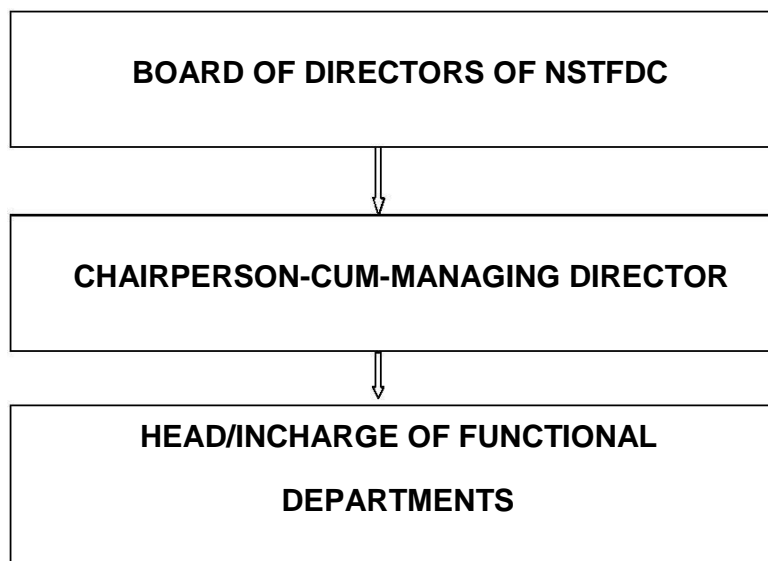 BOARD OF DIRECTORS OF NSTFDC
CHAIRPERSON-CUM-MANAGING DIRECTOR
HEAD/INCHARGE OF FUNCTIONAL
DEPARTMENTS